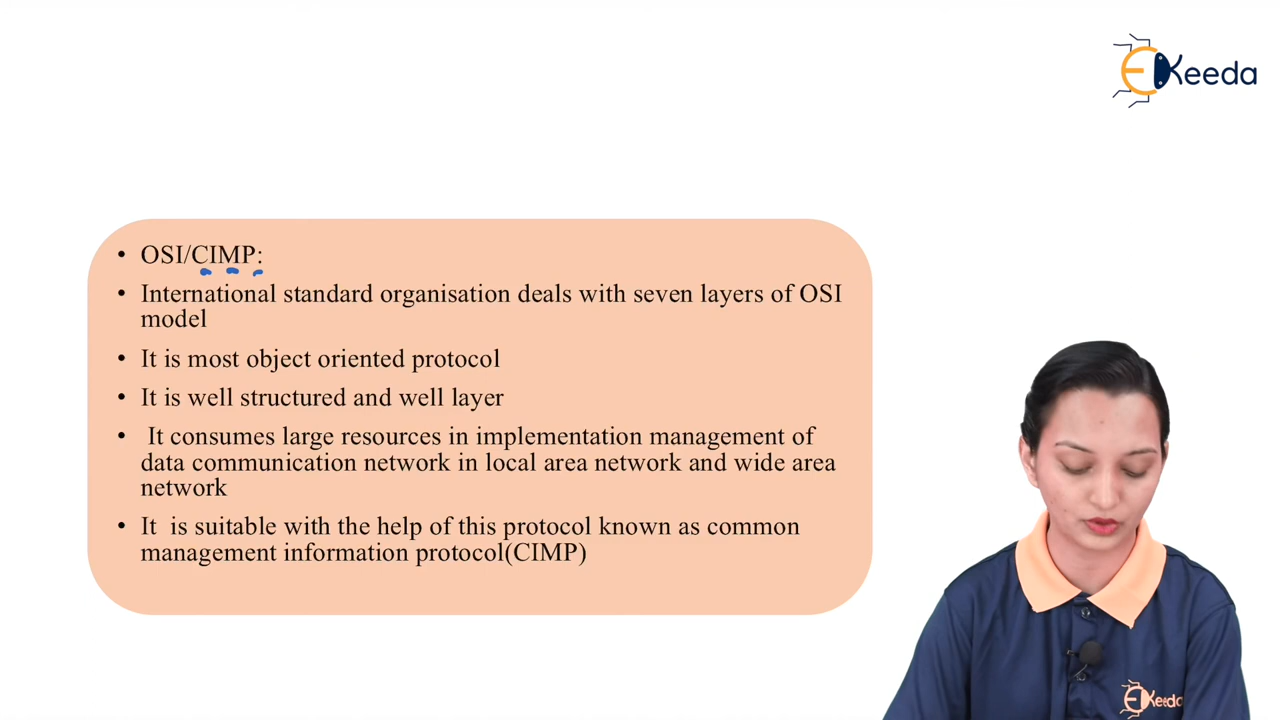 EKeeda
• OSI/CIMP:
• International standard organisation deals with seven layers of OSI
model
• It is most object oriented protocol
• It is well structured and well layer
• It consumes large resources in implementation management of
data communication network in local area network and wide area
network
• It is suitable with the help of this protocol known as common
management information protocol(CIMP)
EKeeda